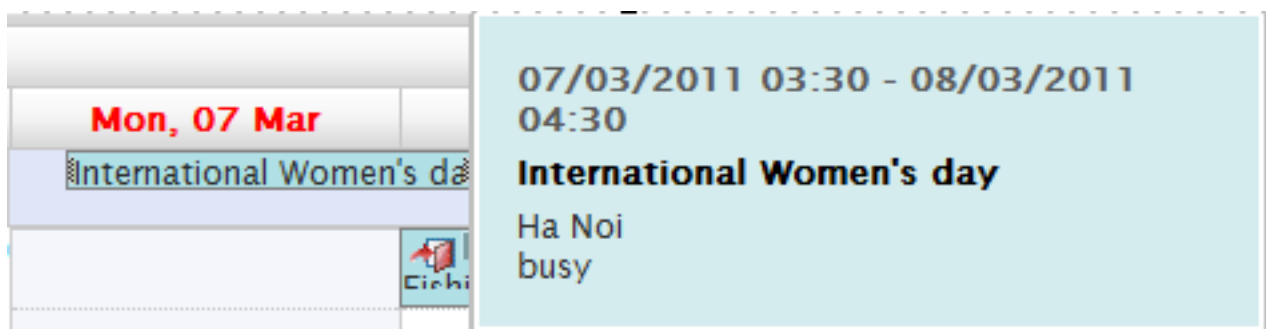 Mon, 07 Mar
International Women's da
07/03/2011 03:30 - 08/03/2011
04:30
International Women's day
Ha Noi
busy